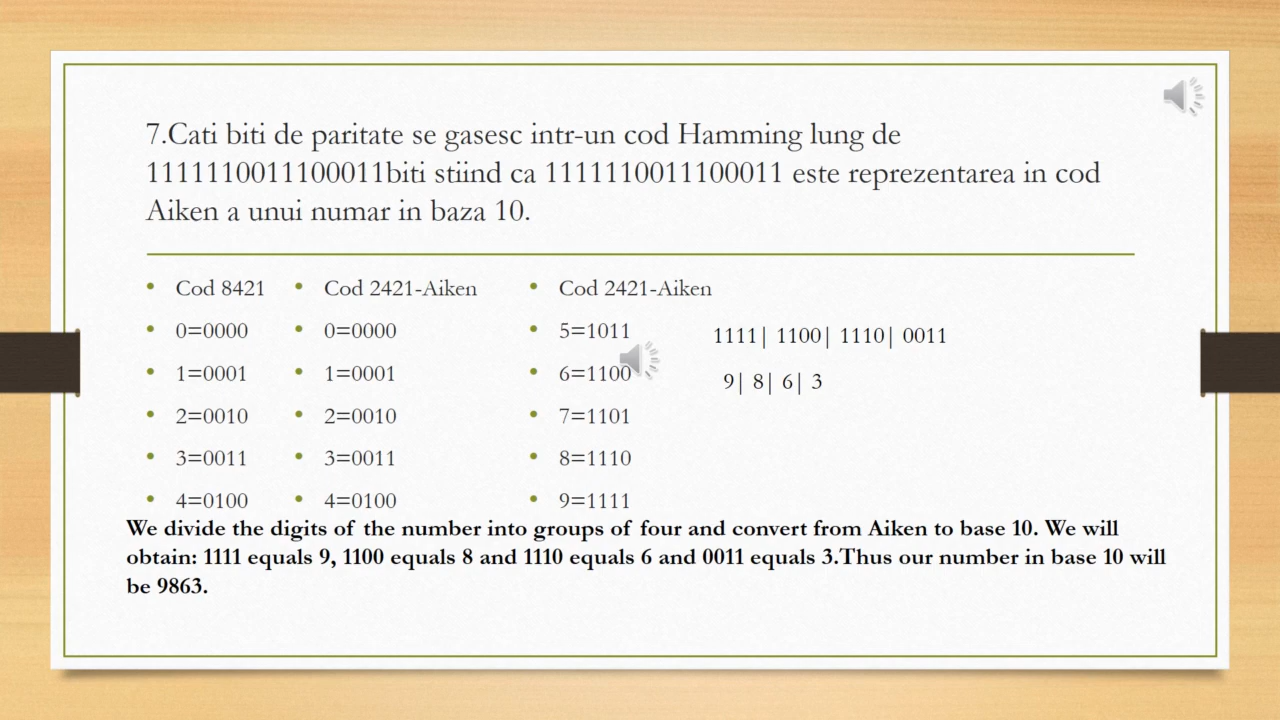 7.Cati biti de paritate se gasesc intr-un cod Hamming lung de
1111110011100011biti stiind ca 1111110011100011 este reprezentarea in cod
Aiken a unui numar in baza 10.
• Cod 8421
• 0=0000
• 1=0001
• 2=0010
• 3=0011
• 4=0100
• Cod 2421-Aiken
• 0=0000
• 1=0001
• 2=0010
• 3=0011
• 4=0100
• Cod 2421-Aiken
• 5=1011
• 6=1100
• 7=1101
• 8=1110
• 9=1111
1111| 1100| 1110| 0011
9| 8| 6| 3
We divide the digits of the number into groups of four and convert from Aiken to base 10. We will
obtain: 1111 equals 9, 1100 equals 8 and 1110 equals 6 and 0011 equals 3.Thus our number in base 10 will
be 9863.